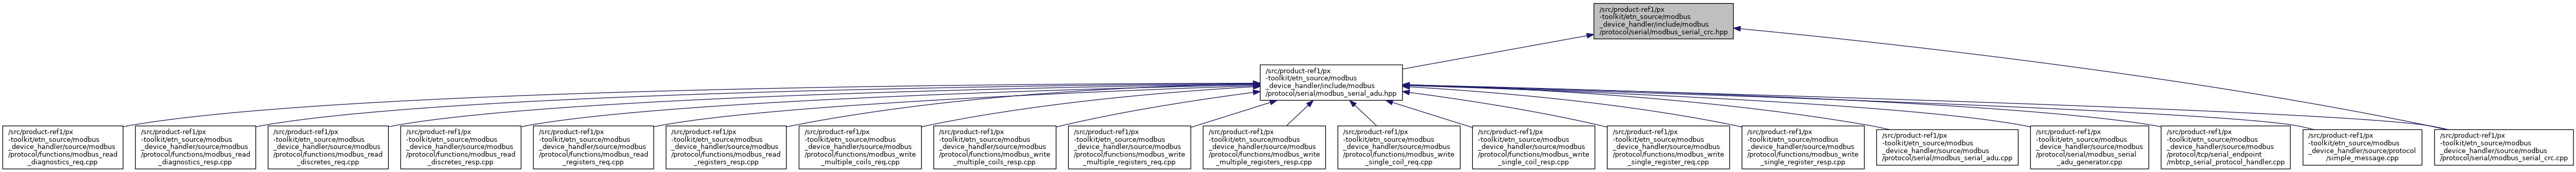 /src/product-ref1/px
-toolkit/etn_source/modbus
_device_handler/include/modbus
/protocol/serial/modbus_serial_crc.hpp
/src/product-ref1/px
-toolkit/etn_source/modbus
_device_handler/include/modbus
/protocol/serial/modbus_serial_adu.hpp
/src/product-ref1/px
-toolkit/etn_source/modbus
_device_handler/source/modbus
/protocol/functions/modbus_read
_diagnostics_req.cpp
/src/product-ref1/px
-toolkit/etn_source/modbus
_device_handler/source/modbus
/protocol/functions/modbus_read
_diagnostics_resp.cpp
/src/product-ref1/px
-toolkit/etn_source/modbus
_device_handler/source/modbus
/protocol/functions/modbus_read
_discretes_req.cpp
/src/product-ref1/px
-toolkit/etn_source/modbus
_device_handler/source/modbus
/protocol/functions/modbus_read
_discretes_resp.cpp
/src/product-ref1/px
-toolkit/etn_source/modbus
_device_handler/source/modbus
/protocol/functions/modbus_read
_registers_req.cpp
/src/product-ref1/px
-toolkit/etn_source/modbus
_device_handler/source/modbus
/protocol/functions/modbus_read
_registers_resp.cpp
/src/product-ref1/px
-toolkit/etn_source/modbus
_device_handler/source/modbus
/protocol/functions/modbus_write
_multiple_coils_req.cpp
/src/product-ref1/px
-toolkit/etn_source/modbus
_device_handler/source/modbus
/protocol/functions/modbus_write
_multiple_coils_resp.cpp
/src/product-ref1/px
-toolkit/etn_source/modbus
_device_handler/source/modbus
/protocol/functions/modbus_write
_multiple_registers_req.cpp
/src/product-ref1/px
-toolkit/etn_source/modbus
_device_handler/source/modbus
/protocol/functions/modbus_write
_multiple_registers_resp.cpp
/src/product-ref1/px
-toolkit/etn_source/modbus
_device_handler/source/modbus
/protocol/functions/modbus_write
_single_coil_req.cpp
/src/product-ref1/px
-toolkit/etn_source/modbus
_device_handler/source/modbus
/protocol/functions/modbus_write
_single_coil_resp.cpp
/src/product-ref1/px
-toolkit/etn_source/modbus
_device_handler/source/modbus
/protocol/functions/modbus_write
_single_register_req.cpp
/src/product-ref1/px
-toolkit/etn_source/modbus
_device_handler/source/modbus
/protocol/functions/modbus_write
_single_register_resp.cpp
/src/product-ref1/px
-toolkit/etn_source/modbus
_device_handler/source/modbus
/protocol/serial/modbus_serial_adu.cpp
/src/product-ref1/px
-toolkit/etn_source/modbus
_device_handler/source/modbus
/protocol/serial/modbus_serial
_adu_generator.cpp
/src/product-ref1/px
-toolkit/etn_source/modbus
_device_handler/source/modbus
/protocol/tcp/serial_endpoint
/mbtcp_serial_protocol_handler.cpp
/src/product-ref1/px
-toolkit/etn_source/modbus
_device_handler/source/protocol
/simple_message.cpp
/src/product-ref1/px
-toolkit/etn_source/modbus
_device_handler/source/modbus
/protocol/serial/modbus_serial_crc.cpp